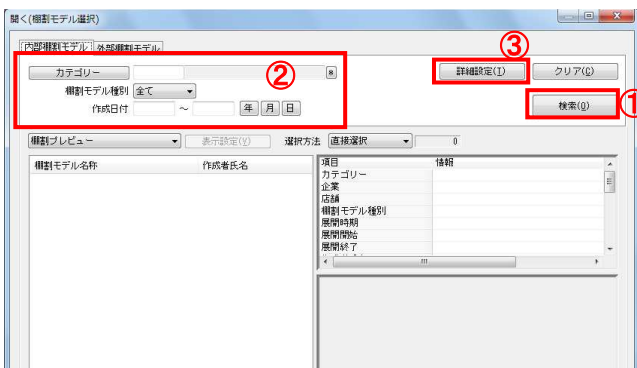 開く(棚割モデル選択)
内部棚割モデル 外部棚割モデル
③
カテゴリー ② 詳細設定(T) クリア(C)
棚割モデル種別 全て
検索(Q) ①
作成日付 ～ 年 月 日
棚割プレビュー 表示設定(V) 選択方法 直接選択 0
棚割モデル名称 作成者氏名
項目 情報
カテゴリー
企業
店舗
棚割モデル種別
展開時期
展開開始
展開終了